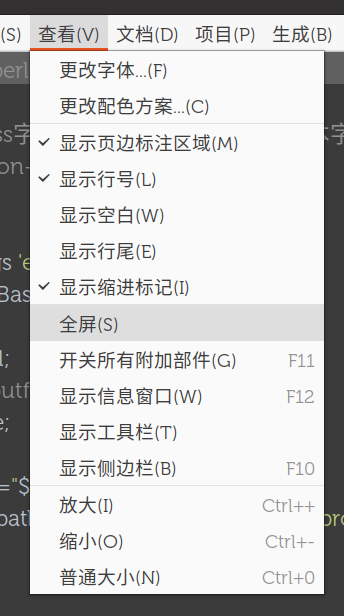 (S) 查看(V) 文档(D) 项目(P) 生成(B)
更改字体...(F)
更改配色方案...(C)
显示页边标注区域(M)
显示行号(L)
显示空白(W)
显示行尾(E)
显示缩进标记(I)
全屏(S)
开关所有附加部件(G) F11
显示信息窗口(W) F12
显示工具栏(T)
显示侧边栏(B) F10
放大(I) Ctrl++
缩小(O) Ctrl+-
普通大小(N) Ctrl+0